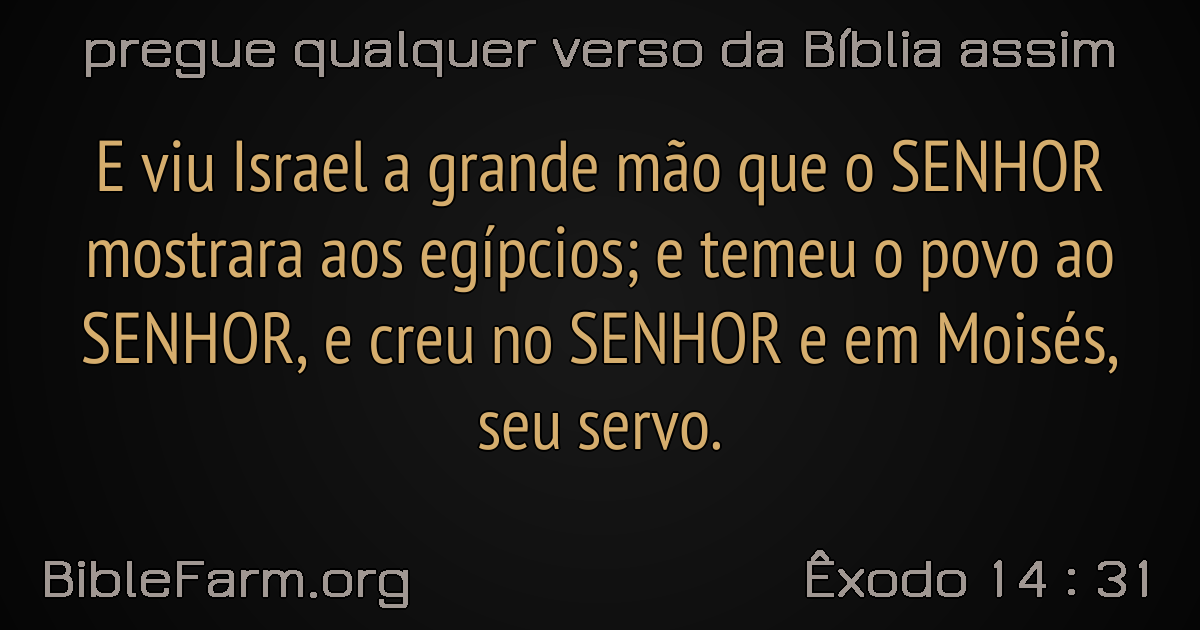 pregue qualquer verso da Bíblia assim
E viu Israel a grande mão que o SENHOR
mostrara aos egípcios; e temeu o povo ao
SENHOR, e creu no SENHOR e em Moisés,
seu servo.
BibleFarm.org
Êxodo 14 : 31